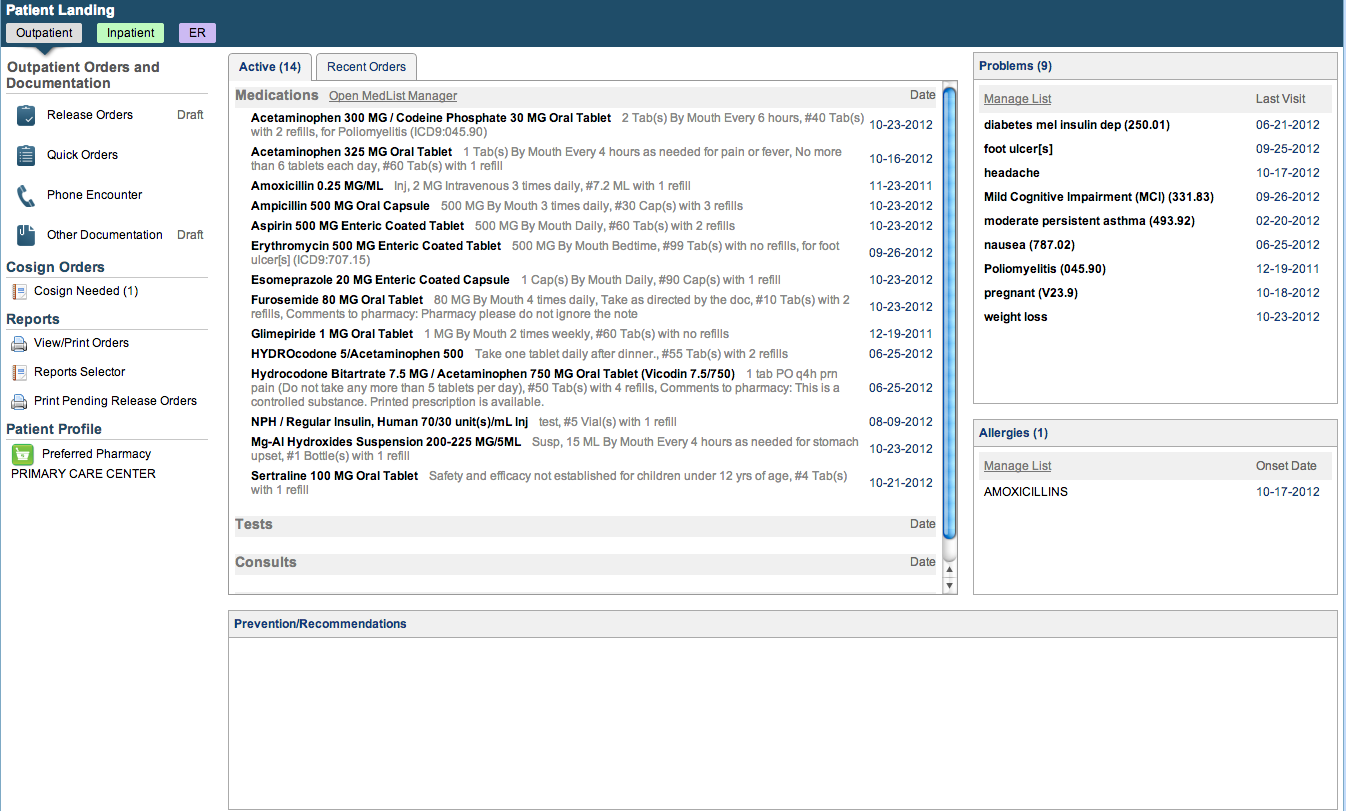 Patient Landing
Outpatient
Inpatient
ER
Outpatient Orders and
Documentation
Release Orders Draft
Quick Orders
Phone Encounter
Other Documentation Draft
Cosign Orders
Cosign Needed (1)
Reports
View/Print Orders
Reports Selector
Print Pending Release Orders
Patient Profile
Preferred Pharmacy
PRIMARY CARE CENTER
Active (14)
Recent Orders
Medications Open MedList Manager Date
Acetaminophen 300 MG / Codeine Phosphate 30 MG Oral Tablet 2 Tab(s) By Mouth Every 6 hours, #40 Tab(s)
with 2 refills, for Poliomyelitis (ICD9:045.90)
10-23-2012
Acetaminophen 325 MG Oral Tablet 1 Tab(s) By Mouth Every 4 hours as needed for pain or fever, No more
than 6 tablets each day, #60 Tab(s) with 1 refill
10-16-2012
Amoxicillin 0.25 MG/ML Inj, 2 MG Intravenous 3 times daily, #7.2 ML with 1 refill 11-23-2011
Ampicillin 500 MG Oral Capsule 500 MG By Mouth 3 times daily, #30 Cap(s) with 3 refills 10-23-2012
Aspirin 500 MG Enteric Coated Tablet 500 MG By Mouth Daily, #60 Tab(s) with 2 refills 10-23-2012
Erythromycin 500 MG Enteric Coated Tablet 500 MG By Mouth Bedtime, #99 Tab(s) with no refills, for foot
ulcer[s] (ICD9:707.15)
09-26-2012
Esomeprazole 20 MG Enteric Coated Capsule 1 Cap(s) By Mouth Daily, #90 Cap(s) with 1 refill 10-23-2012
Furosemide 80 MG Oral Tablet 80 MG By Mouth 4 times daily, Take as directed by the doc, #10 Tab(s) with 2
refills, Comments to pharmacy: Pharmacy please do not ignore the note
10-23-2012
Glimepiride 1 MG Oral Tablet 1 MG By Mouth 2 times weekly, #60 Tab(s) with no refills 12-19-2011
HYDROcodone 5/Acetaminophen 500 Take one tablet daily after dinner., #55 Tab(s) with 2 refills 06-25-2012
Hydrocodone Bitartrate 7.5 MG / Acetaminophen 750 MG Oral Tablet (Vicodin 7.5/750) 1 tab PO q4h prn
pain (Do not take any more than 5 tablets per day), #50 Tab(s) with 4 refills, Comments to pharmacy: This is a
controlled substance. Printed prescription is available.
06-25-2012
NPH / Regular Insulin, Human 70/30 unit(s)/mL Inj test, #5 Vial(s) with 1 refill 08-09-2012
Mg-Al Hydroxides Suspension 200-225 MG/5ML Susp, 15 ML By Mouth Every 4 hours as needed for stomach
upset, #1 Bottle(s) with 1 refill
10-23-2012
Sertraline 100 MG Oral Tablet Safety and efficacy not established for children under 12 yrs of age, #4 Tab(s)
with 1 refill
10-21-2012
Tests Date
Consults Date
Problems (9)
Manage List Last Visit
diabetes mel insulin dep (250.01) 06-21-2012
foot ulcer[s] 09-25-2012
headache 10-17-2012
Mild Cognitive Impairment (MCI) (331.83) 09-26-2012
moderate persistent asthma (493.92) 02-20-2012
nausea (787.02) 06-25-2012
Poliomyelitis (045.90) 12-19-2011
pregnant (V23.9) 10-18-2012
weight loss 10-23-2012
Allergies (1)
Manage List Onset Date
AMOXICILLINS 10-17-2012
Prevention/Recommendations